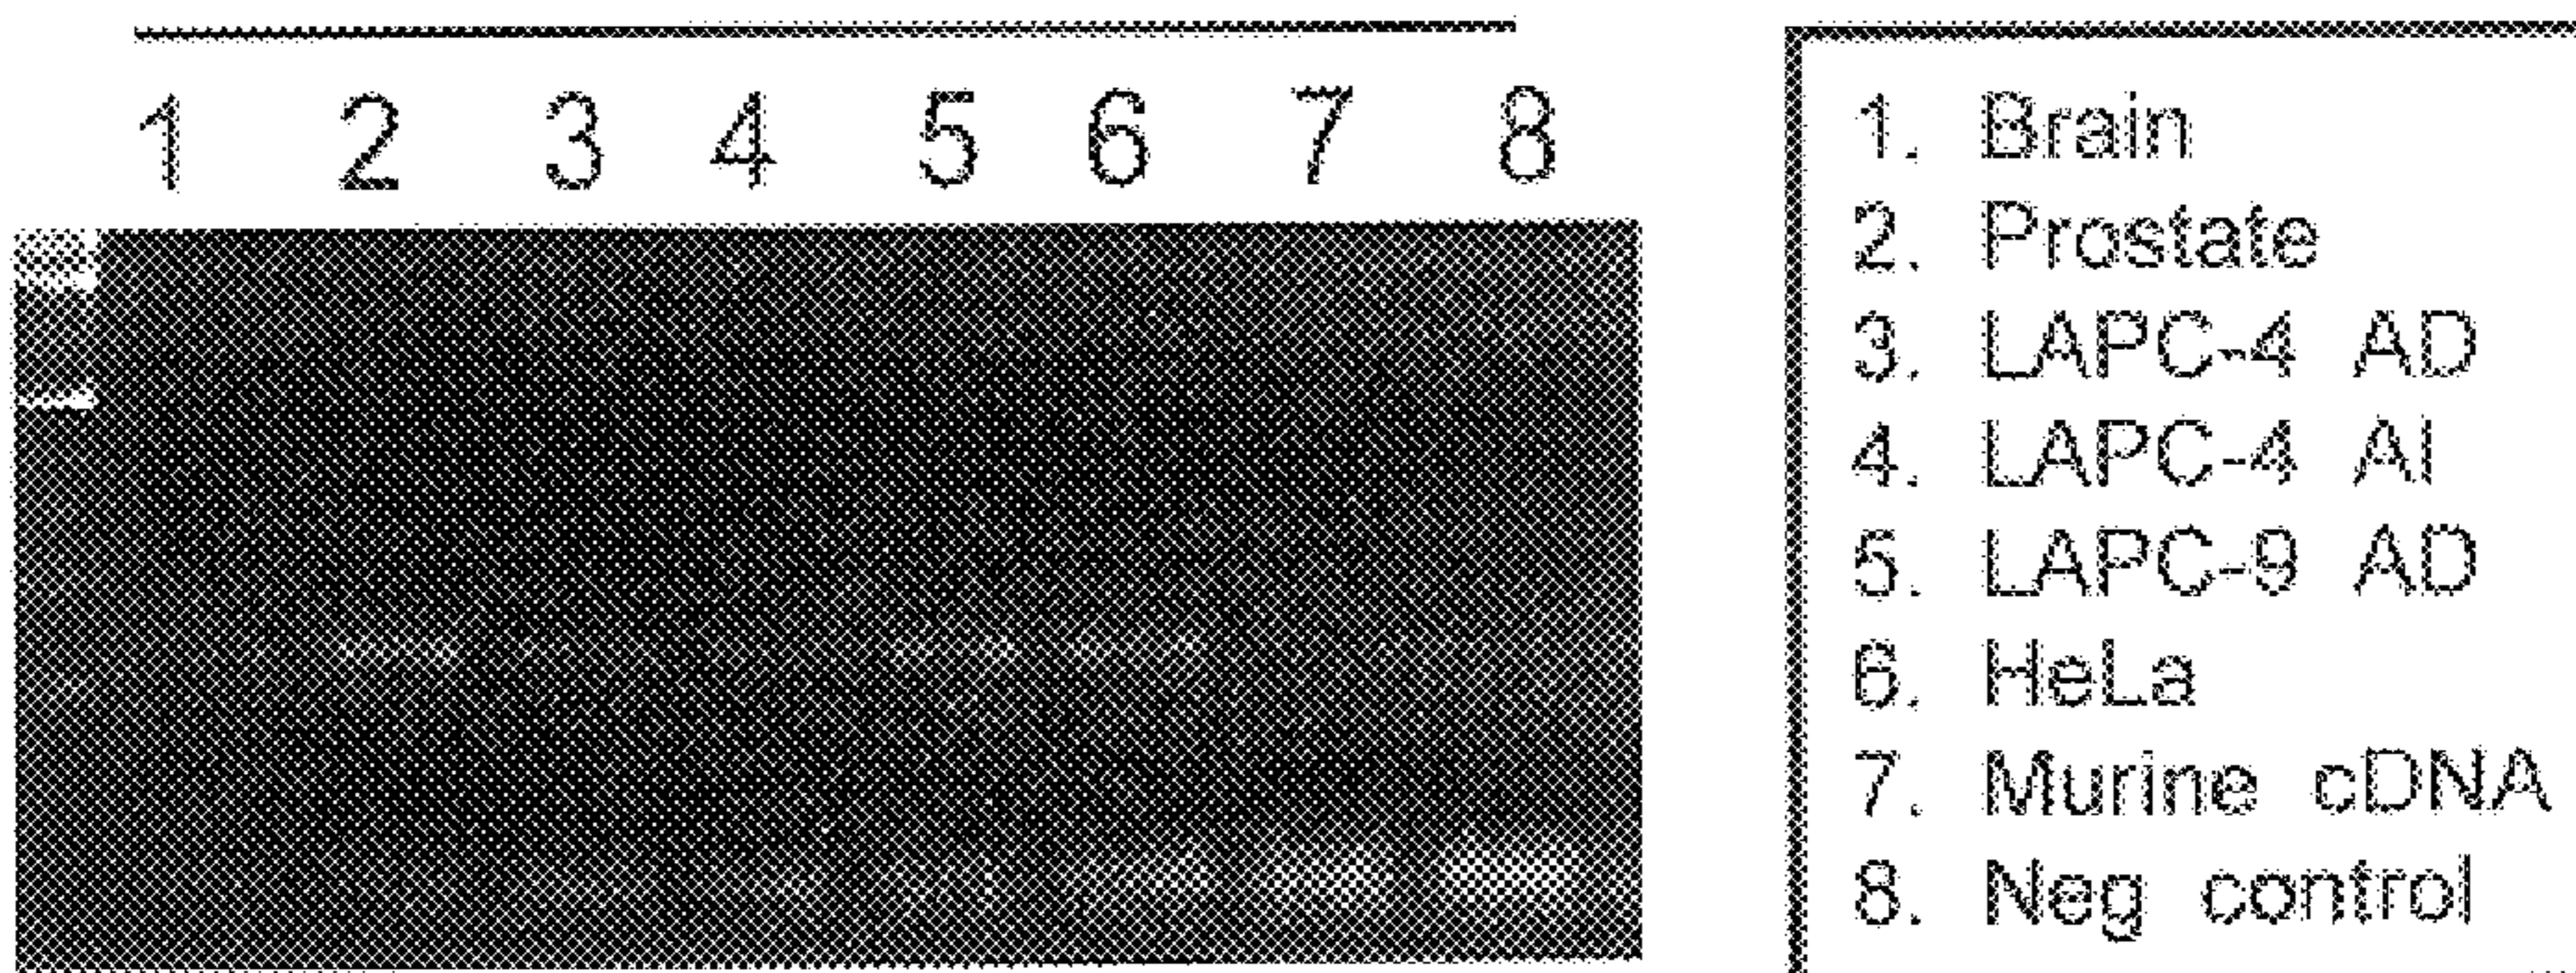 1 2 3 4 5 6 7 8
1. Brain
2. Prostate
3. LAPC-4 AD
4. LAPC-4 AI
5. LAPC-9 AD
6. HeLa
7. Murine cDNA
8. Neg control